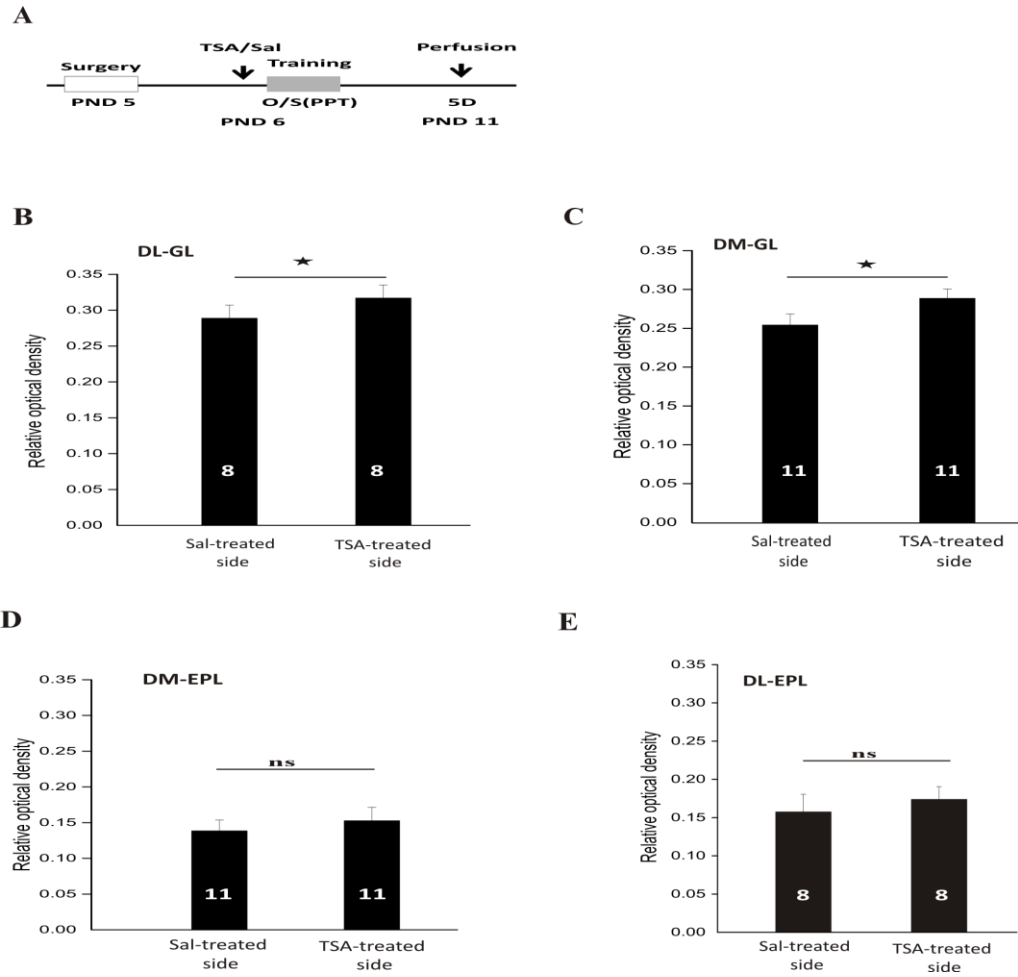 A
TSA/Sal
Perfusion
Surgery
Training
PND 5
O/S(PPT)
5D
PND 6
PND 11
B
DL-GL
★
0.35
0.30
0.25
0.20
0.15
0.10
0.05
0.00
Relative optical density
8
8
Sal-treated
side
TSA-treated
side
C
DM-GL
★
0.35
0.30
0.25
0.20
0.15
0.10
0.05
0.00
Relative optical density
11
11
Sal-treated
side
TSA-treated
side
D
DM-EPL
ns
0.35
0.30
0.25
0.20
0.15
0.10
0.05
0.00
Relative optical density
11
11
Sal-treated
side
TSA-treated
side
E
DL-EPL
ns
0.35
0.30
0.25
0.20
0.15
0.10
0.05
0.00
Relative optical density
8
8
Sal-treated
side
TSA-treated
side